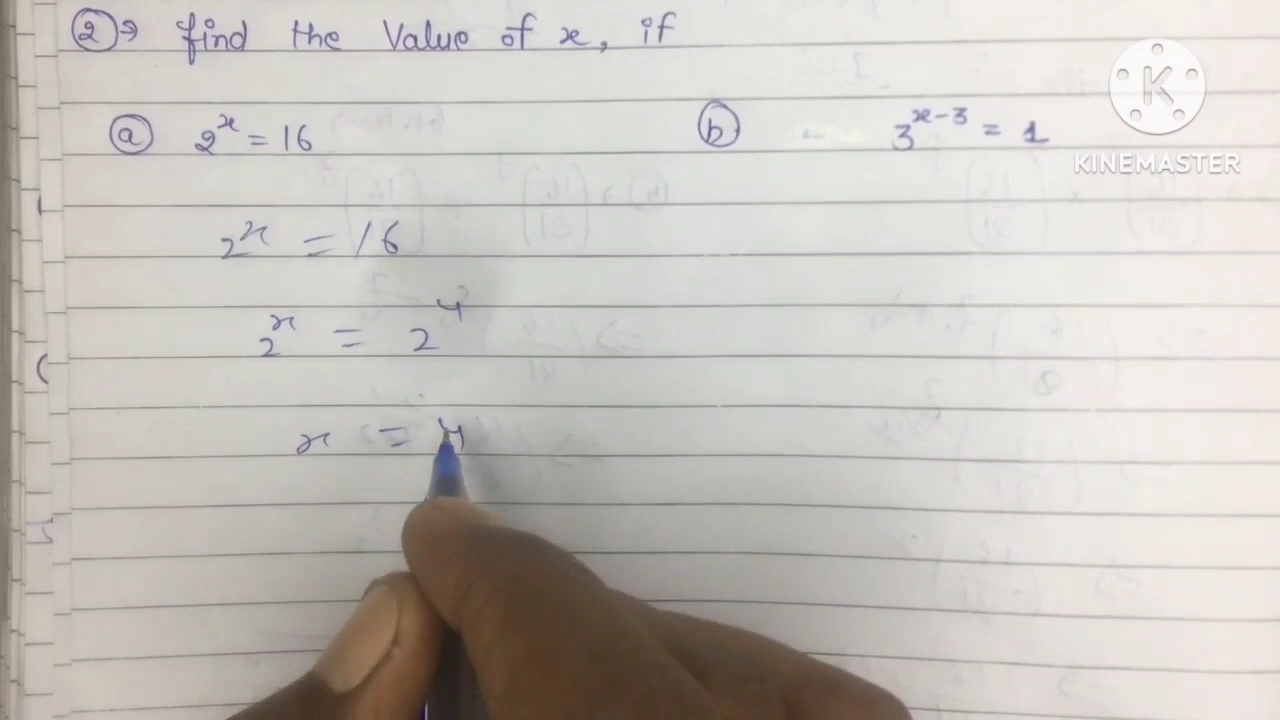 ② → find the Value of x, if
ⓐ 2^x = 16
ⓑ 3^x-3 = 1
K
KINEMASTER
2^x = 16
2^x = 2^4
x = 4